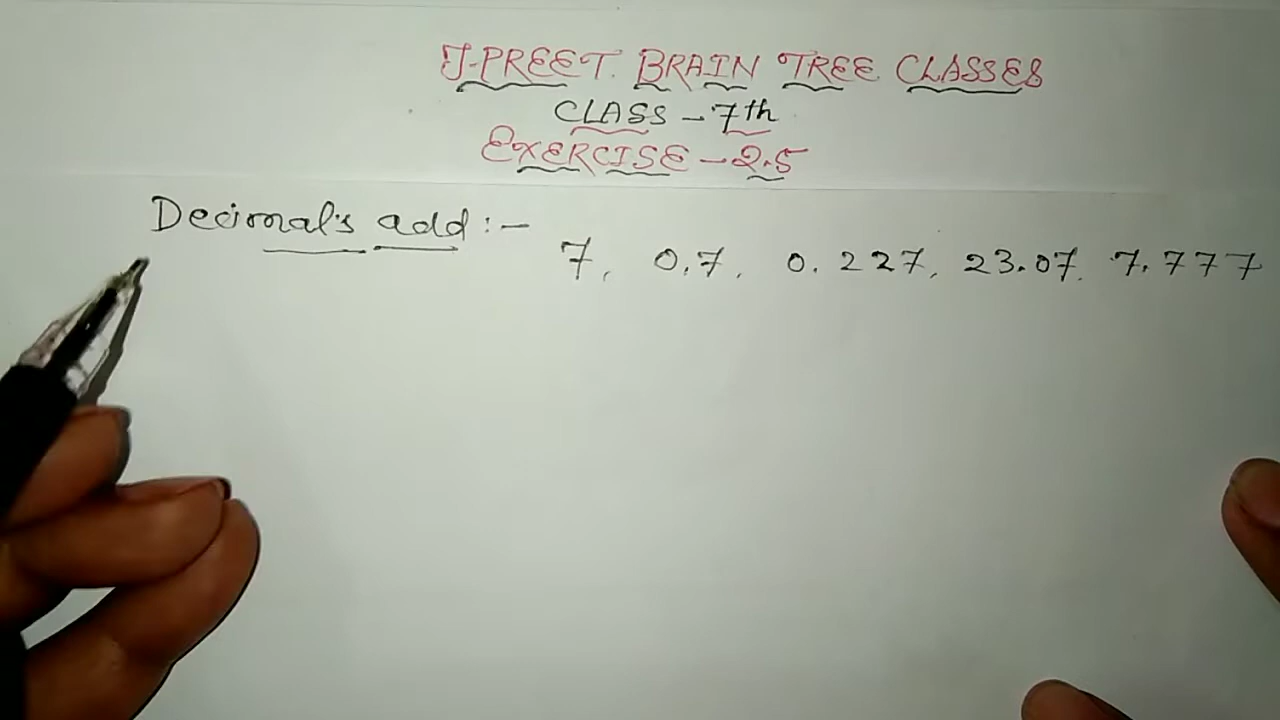 J-PREET. BRAIN TREE CLASSES
CLASS - 7th
EXERCISE - 2.5
Decimal's add :-
7, 0.7, 0.227, 23.07, 7.777